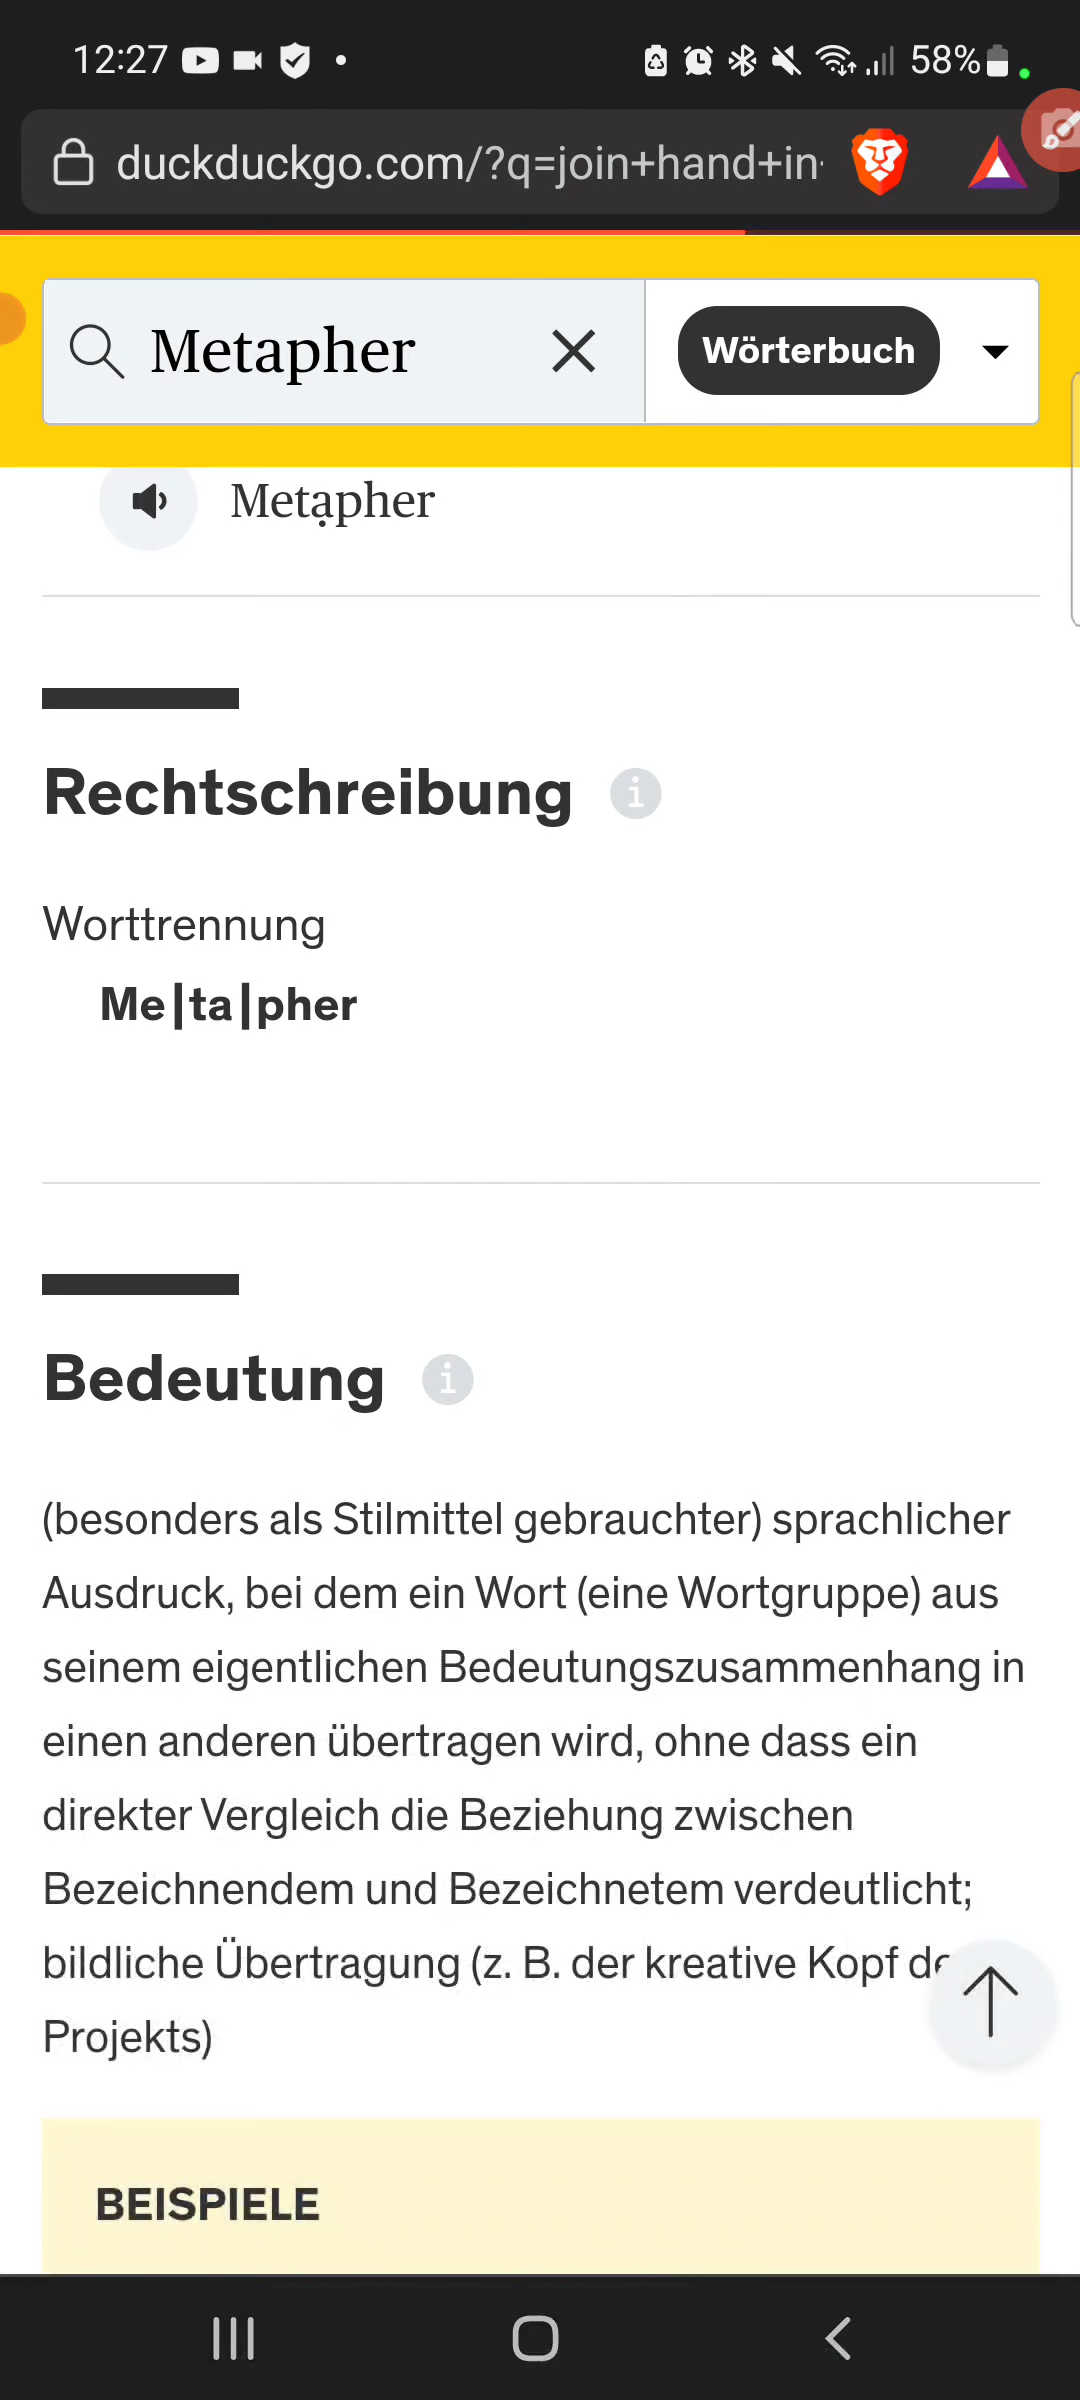 12:27
58%
duckduckgo.com/?q=join+hand+in
Metapher
Wörterbuch
Metạpher
Rechtschreibung
Worttrennung
Me|ta|pher
Bedeutung
(besonders als Stilmittel gebrauchter) sprachlicher
Ausdruck, bei dem ein Wort (eine Wortgruppe) aus
seinem eigentlichen Bedeutungszusammenhang in
einen anderen übertragen wird, ohne dass ein
direkter Vergleich die Beziehung zwischen
Bezeichnendem und Bezeichnetem verdeutlicht;
bildliche Übertragung (z. B. der kreative Kopf
Projekts)
BEISPIELE